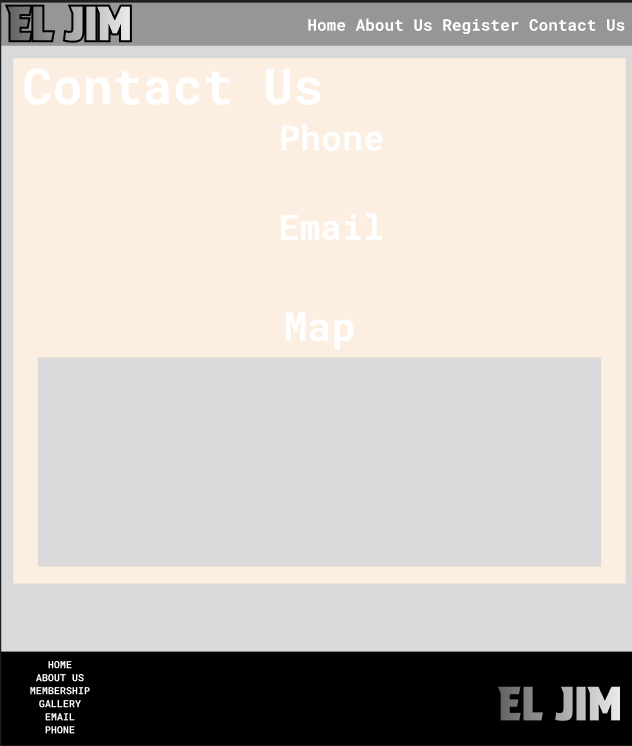 EL JIM
Home About Us Register Contact Us
Contact Us
Phone
Email
Map
HOME
ABOUT US
MEMBERSHIP
GALLERY
EMAIL
PHONE
EL JIM